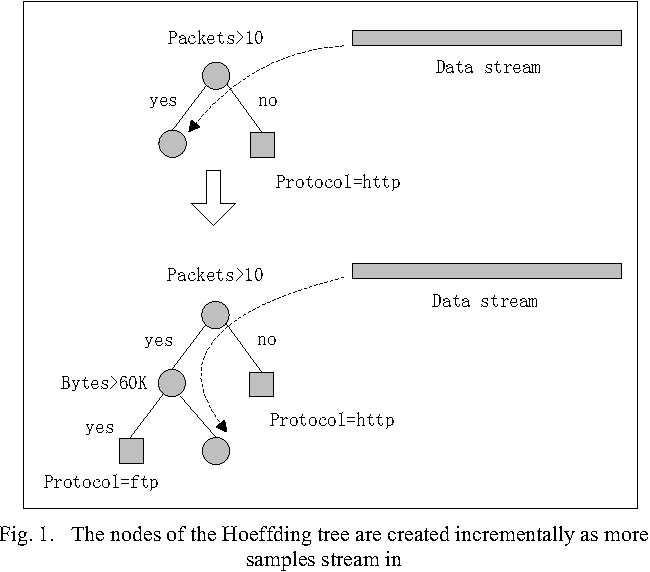 Packets>10
Data stream
yes
no
Protocol=http
Packets>10
Data stream
yes
no
Bytes>60K
Protocol=http
yes
Protocol=ftp
Fig. 1. The nodes of the Hoeffding tree are created incrementally as more
samples stream in